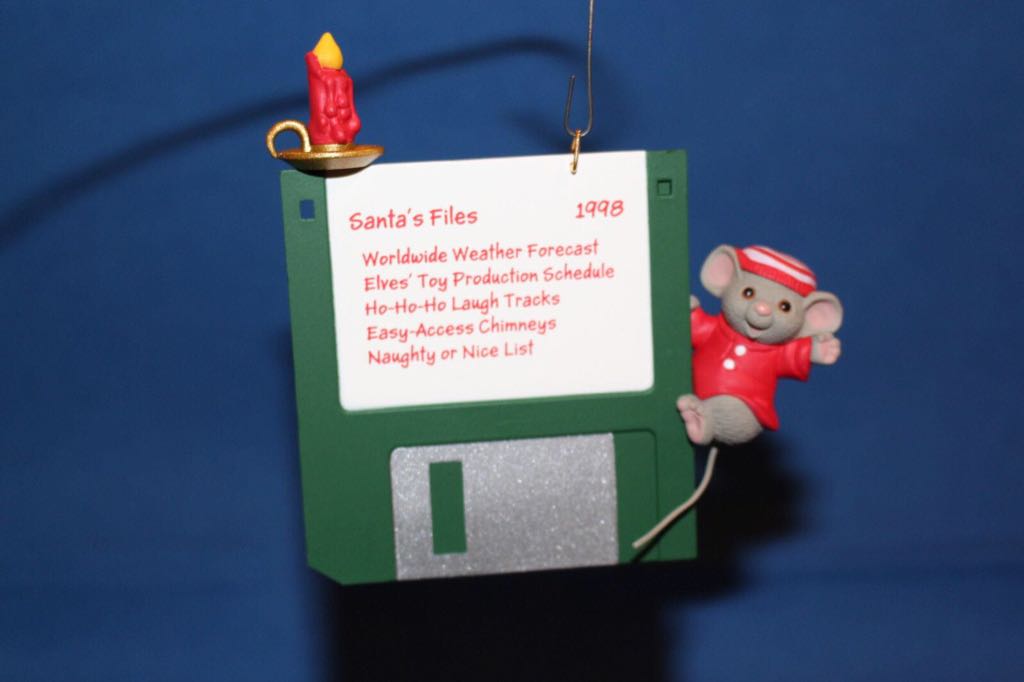 Santa's Files 1998
Worldwide Weather Forecast
Elves' Toy Production Schedule
Ho-Ho-Ho Laugh Tracks
Easy-Access Chimneys
Naughty or Nice List